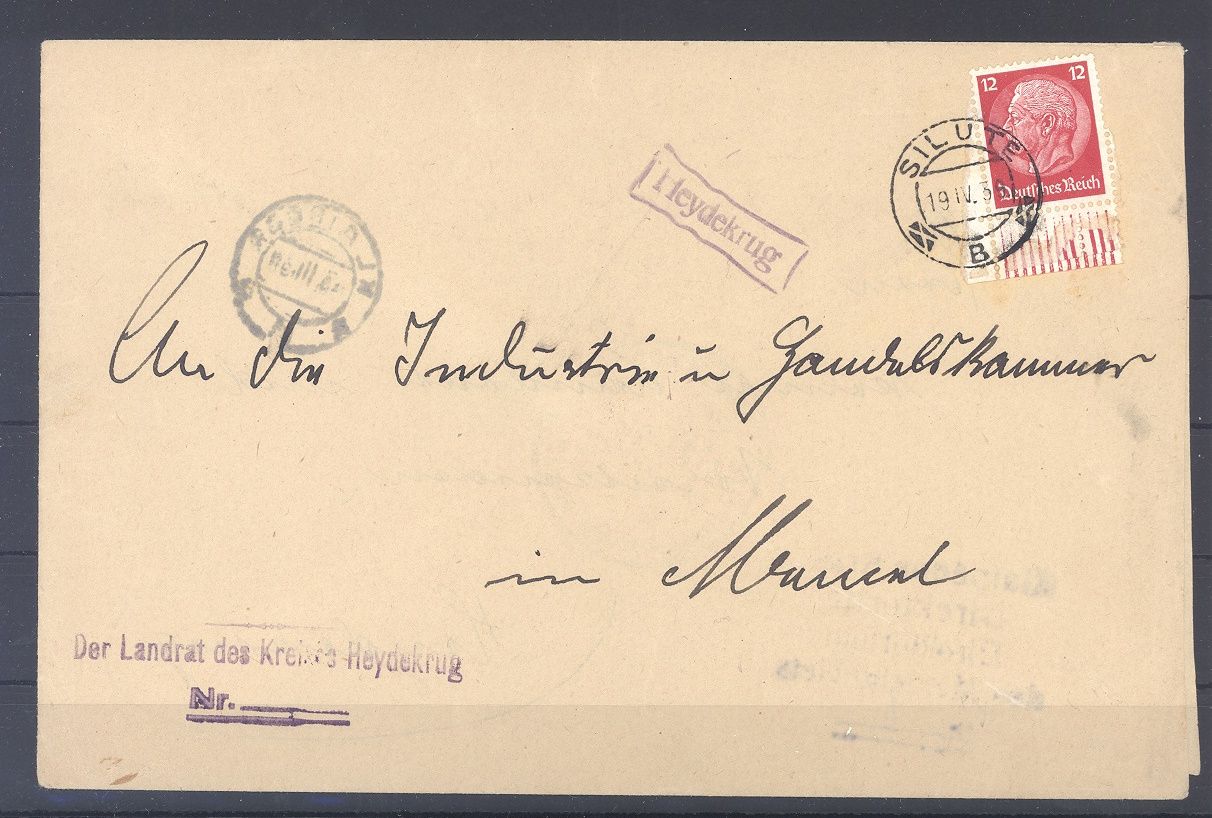 12 12
Deutsches Reich
SILUTE
19 IV. 3
B
Heydekrug
An die Industrie u Handelskammer
in Memel
Der Landrat des Kreises Heydekrug
Nr.